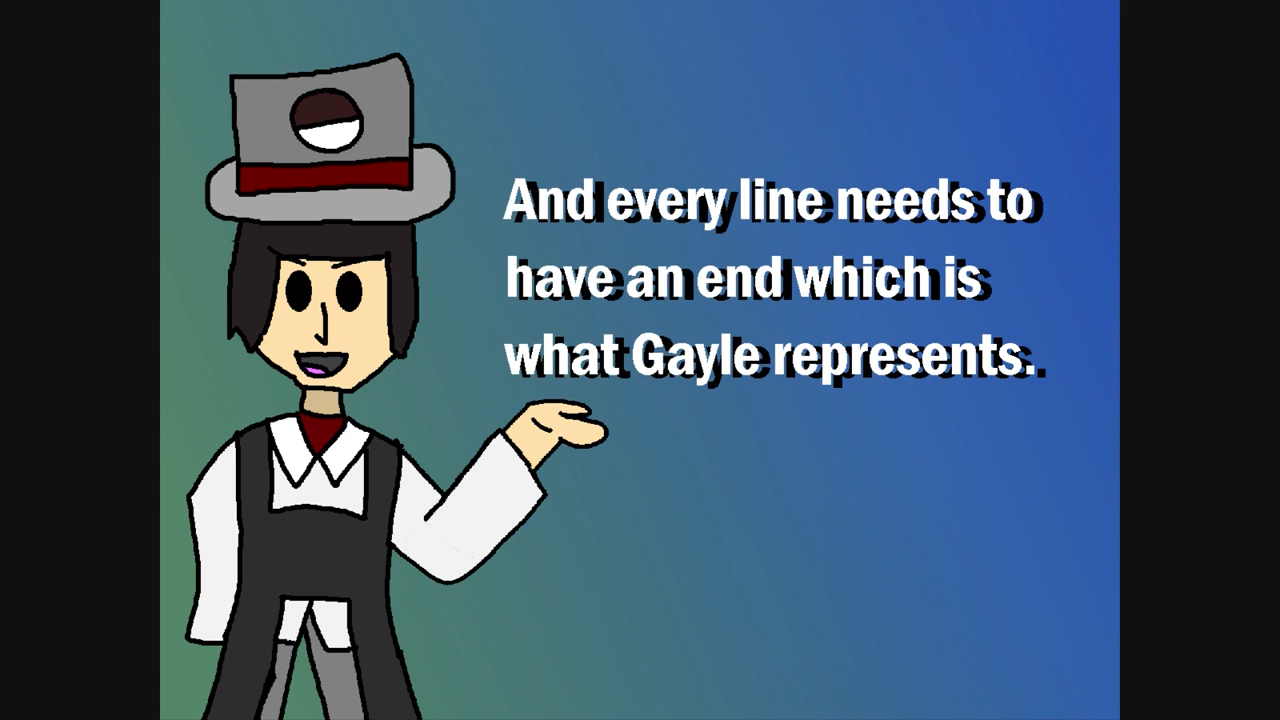 And every line needs to
have an end which is
what Gayle represents.